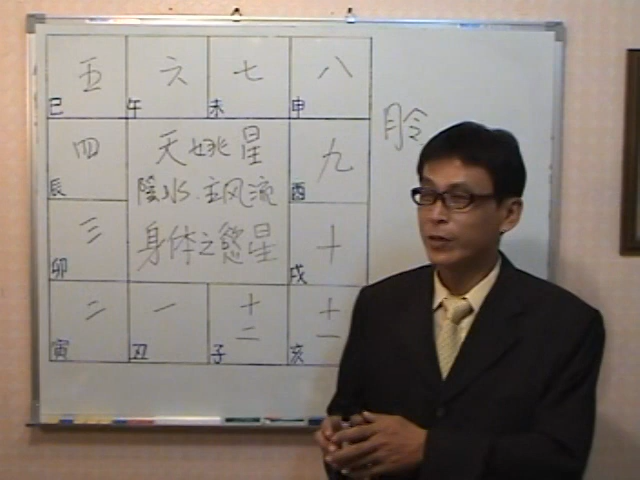 五 六 七 八
巳 午 未 申
月令
四 天姚星 九
辰 陰水.主风流 酉
三 身体之慾星 十
卯 戌
二 一 十二 十一
寅 丑 子 亥